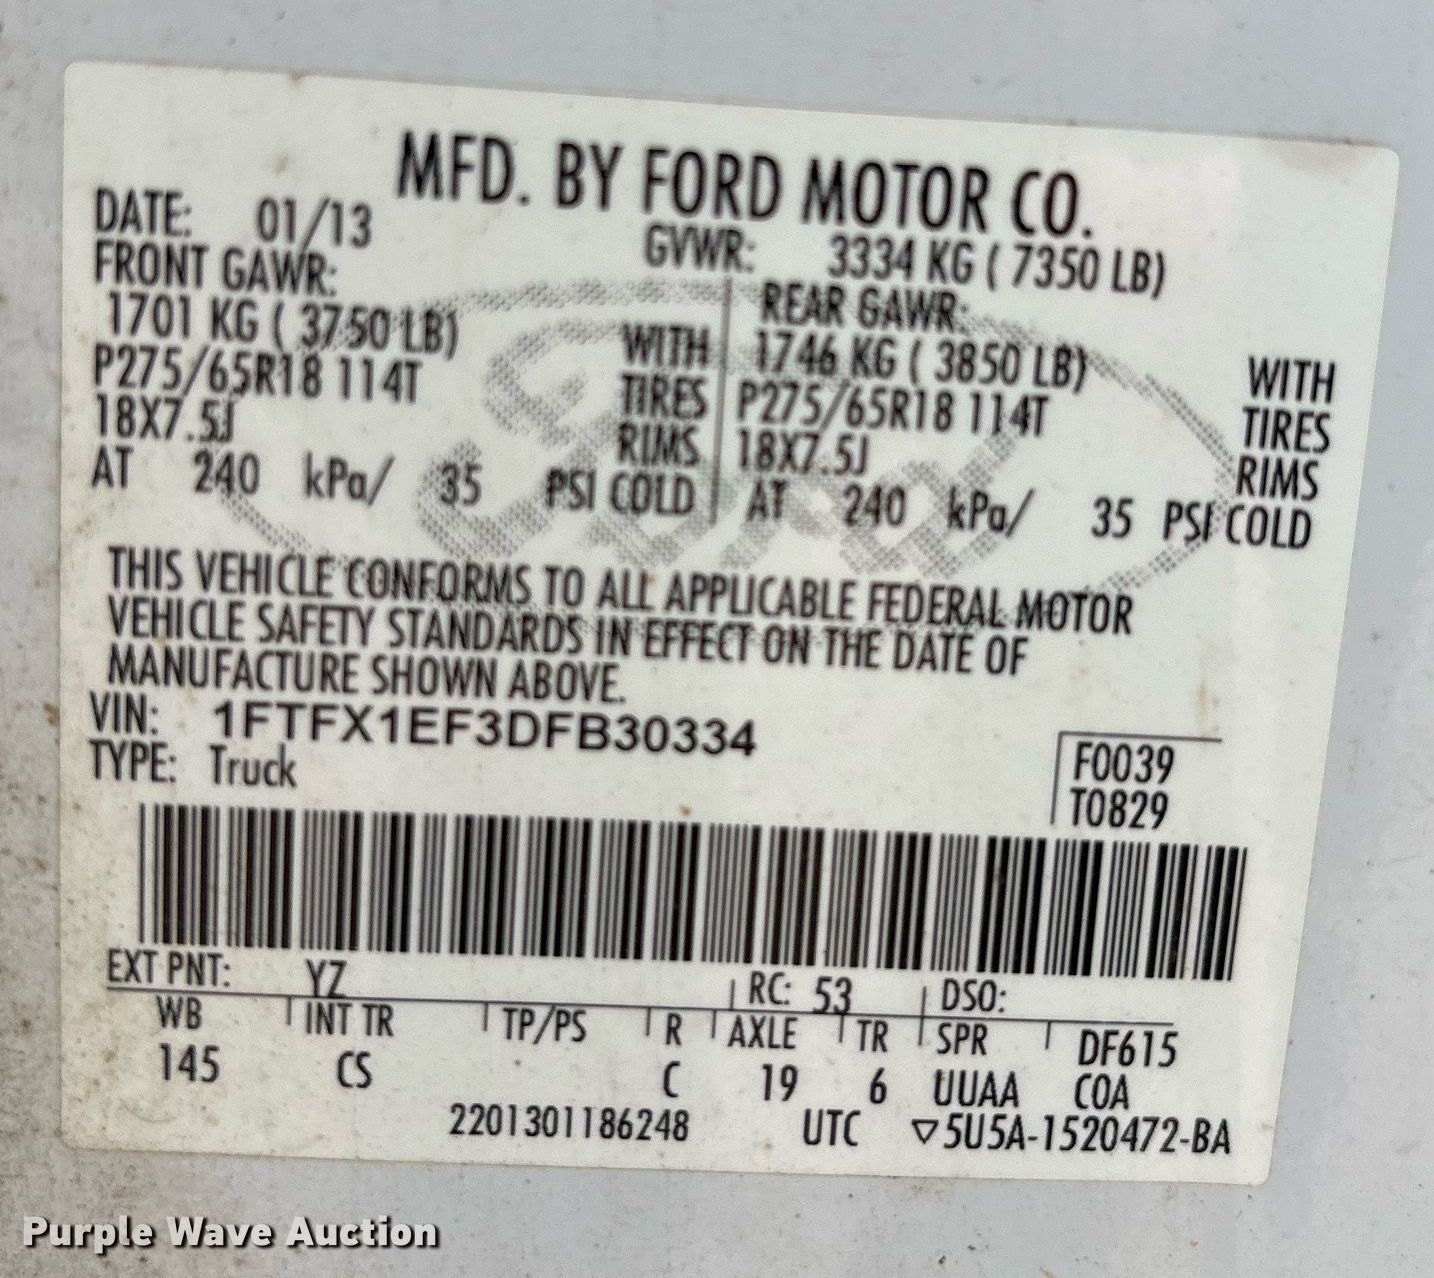 MFD. BY FORD MOTOR CO.
DATE: 01/13 GVWR: 3334 KG ( 7350 LB)
FRONT GAWR: REAR GAWR:
1701 KG ( 3750 LB) WITH 1746 KG ( 3850 LB) WITH
P275/65R18 114T TIRES P275/65R18 114T TIRES
18X7.5J RIMS 18X7.5J RIMS
AT 240 kPa/ 35 PSI COLD AT 240 kPa/ 35 PSI COLD
Ford
THIS VEHICLE CONFORMS TO ALL APPLICABLE FEDERAL MOTOR
VEHICLE SAFETY STANDARDS IN EFFECT ON THE DATE OF
MANUFACTURE SHOWN ABOVE.
VIN: 1FTFX1EF3DFB30334
TYPE: Truck
F0039
T0829
EXT PNT: YZ RC: 53 DSO:
WB INT TR TP/PS R AXLE TR SPR DF615
145 CS C 19 6 UUAA COA
2201301186248 UTC ▽5U5A-1520472-BA
Purple Wave Auction